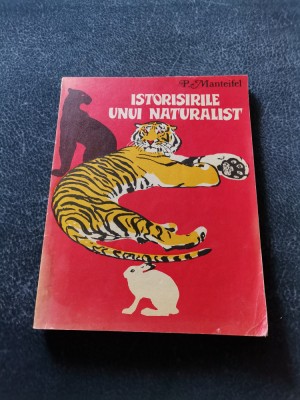 P. Manteifel
ISTORISIRILE
UNUI NATURALIST